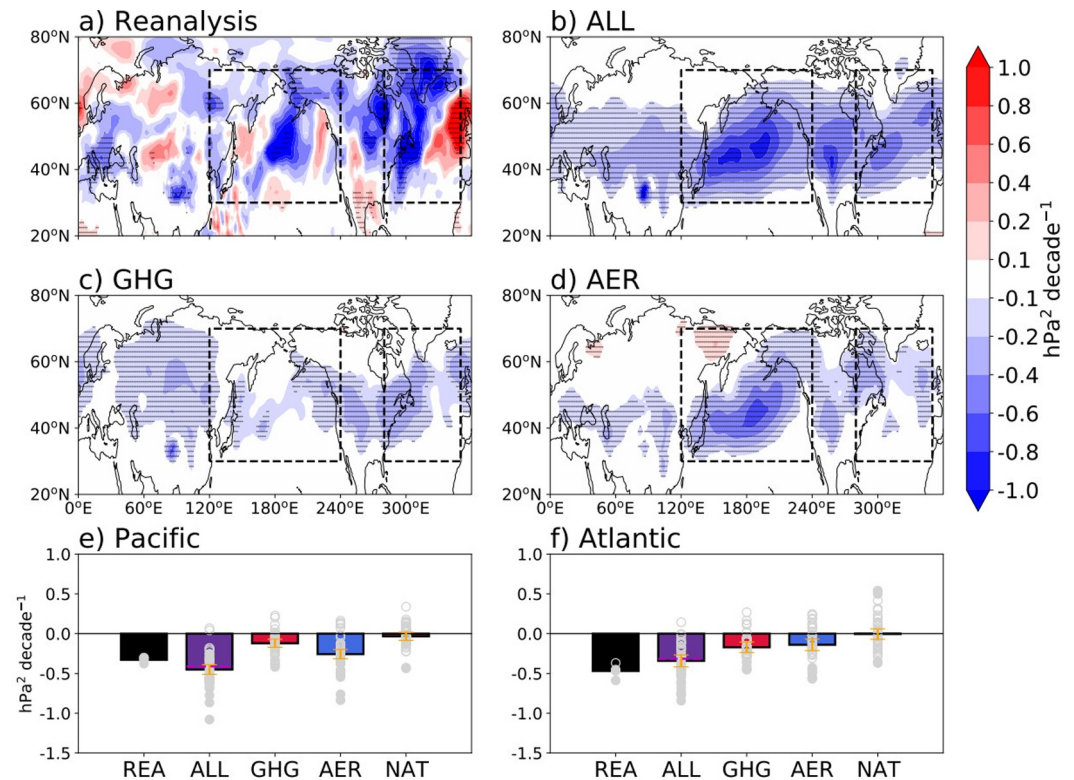 a) Reanalysis
b) ALL
80°N
60°N
40°N
20°N
80°N
60°N
40°N
20°N
1.0
0.8
0.6
0.4
0.2
0.1
-0.1
-0.2
-0.4
-0.6
-0.8
-1.0
hPa² decade⁻¹
c) GHG
d) AER
80°N
60°N
40°N
20°N
0°E 60°E 120°E 180°E 240°E 300°E
80°N
60°N
40°N
20°N
0°E 60°E 120°E 180°E 240°E 300°E
e) Pacific
f) Atlantic
hPa² decade⁻¹
1.0
0.5
0.0
-0.5
-1.0
-1.5
REA ALL GHG AER NAT
1.0
0.5
0.0
-0.5
-1.0
-1.5
REA ALL GHG AER NAT